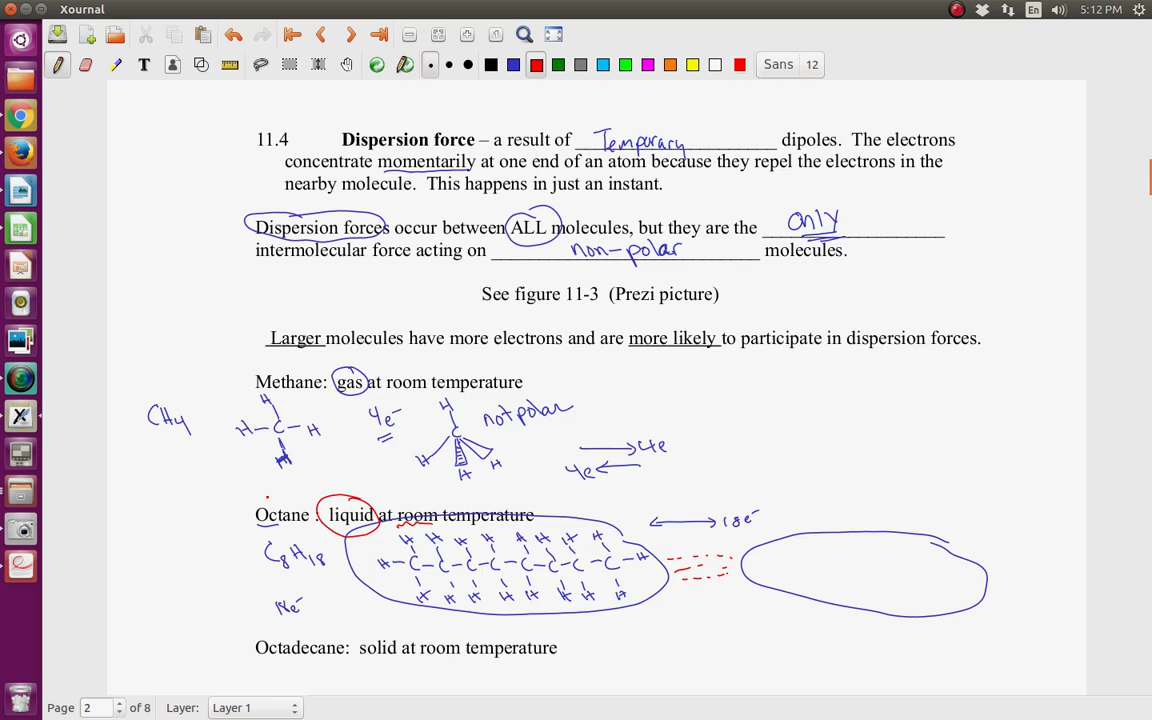 Xournal
En
5:12 PM
Sans 12
11.4 Dispersion force – a result of Temporary dipoles. The electrons
concentrate momentarily at one end of an atom because they repel the electrons in the
nearby molecule. This happens in just an instant.
Dispersion forces occur between ALL molecules, but they are the only
intermolecular force acting on non-polar molecules.
See figure 11-3 (Prezi picture)
Larger molecules have more electrons and are more likely to participate in dispersion forces.
Methane: gas at room temperature
CH4
H
H-C-H
H
4e-
H
C
H
H
H
not polar
4e
4e
Octane : liquid at room temperature
18e-
C8H18
H H H H H H H H
H-C-C-C-C-C-C-C-C-H
H H H H H H H H
18e-
Octadecane: solid at room temperature
Page 2 of 8 Layer: Layer 1